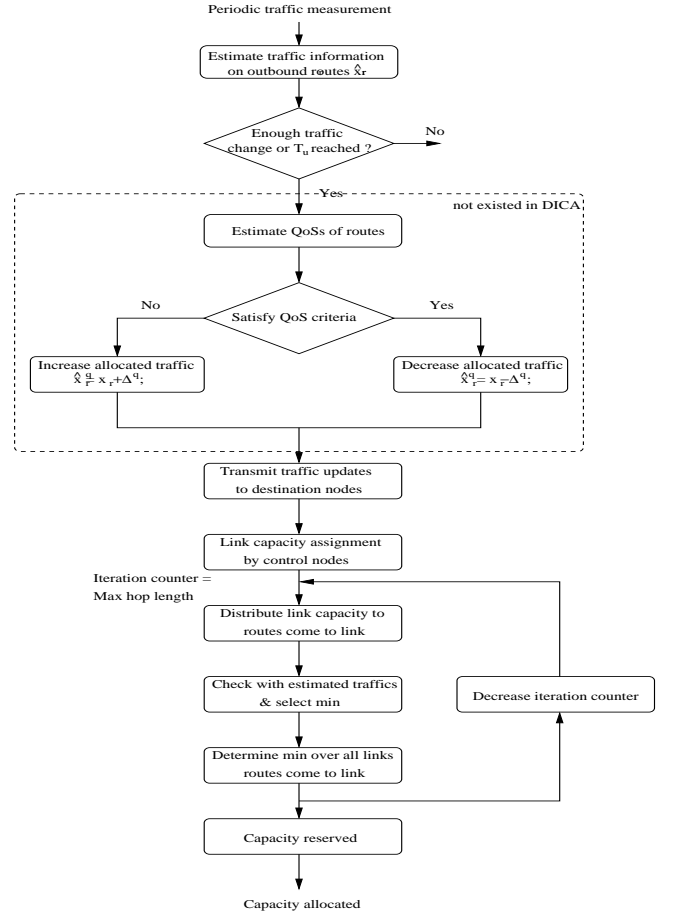 Periodic traffic measurement
Estimate traffic information
on outbound routes x̂r
Enough traffic
change or Tu reached ?
No
Yes
not existed in DICA
Estimate QoSs of routes
No
Satisfy QoS criteria
Yes
Increase allocated traffic
x̂ q r = x r + Δq;
Decrease allocated traffic
x̂ q r = x r − Δq;
Transmit traffic updates
to destination nodes
Link capacity assignment
by control nodes
Iteration counter =
Max hop length
Distribute link capacity to
routes come to link
Check with estimated traffics
& select min
Decrease iteration counter
Determine min over all links
routes come to link
Capacity reserved
Capacity allocated